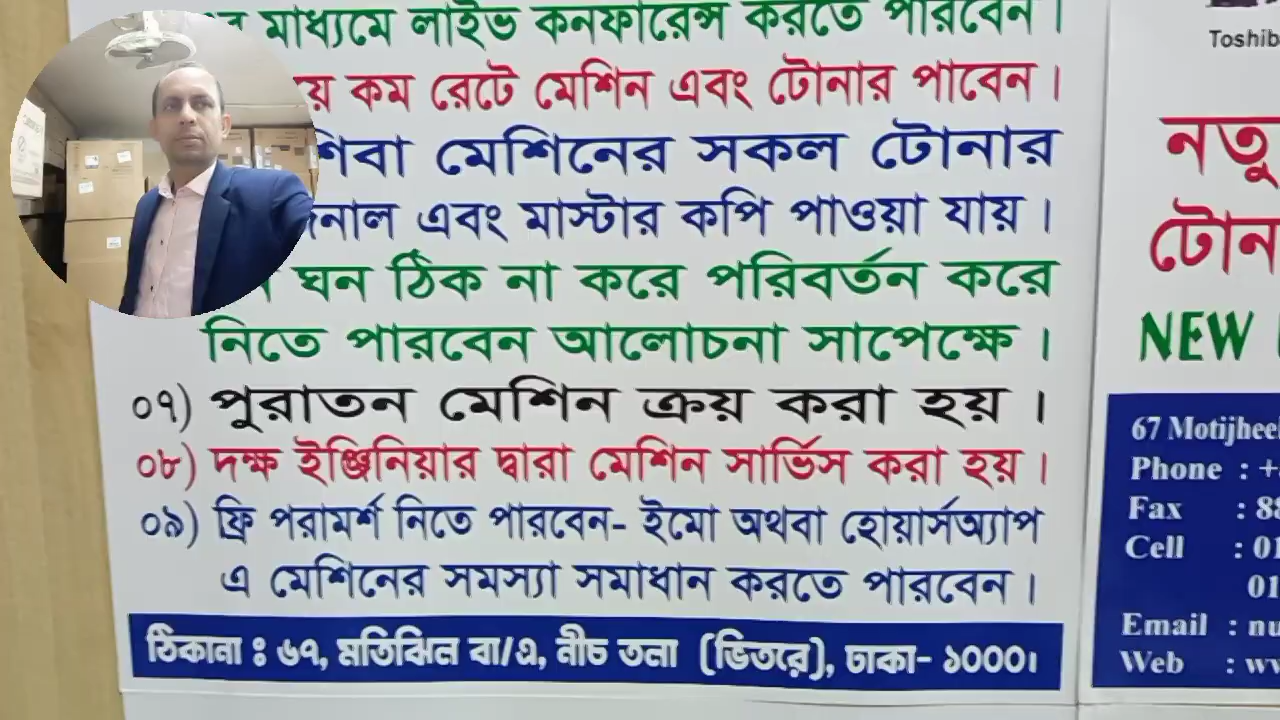 মাধ্যমে লাইভ কনফারেন্স করতে পারবেন।
কম রেটে মেশিন এবং টোনার পাবেন।
মেশিনের সকল টোনার
এবং মাস্টার কপি পাওয়া যায়।
ঘন ঠিক না করে পরিবর্তন করে
নিতে পারবেন আলোচনা সাপেক্ষে।
০৭) পুরাতন মেশিন ক্রয় করা হয়।
০৮) দক্ষ ইঞ্জিনিয়ার দ্বারা মেশিন সার্ভিস করা হয়।
০৯) ফ্রি পরামর্শ নিতে পারবেন- ইমো অথবা হোয়ার্সঅ্যাপ
এ মেশিনের সমস্যা সমাধান করতে পারবেন।
ঠিকানা : ৬৭, মতিঝিল বা/এ, নীচ তলা (ভিতরে), ঢাকা- ১০০০।
Toshib
নতু
টোন
NEW
67 Motijhee
Phone : +
Fax : 88
Cell : 01
01
Email : nu
Web : ww